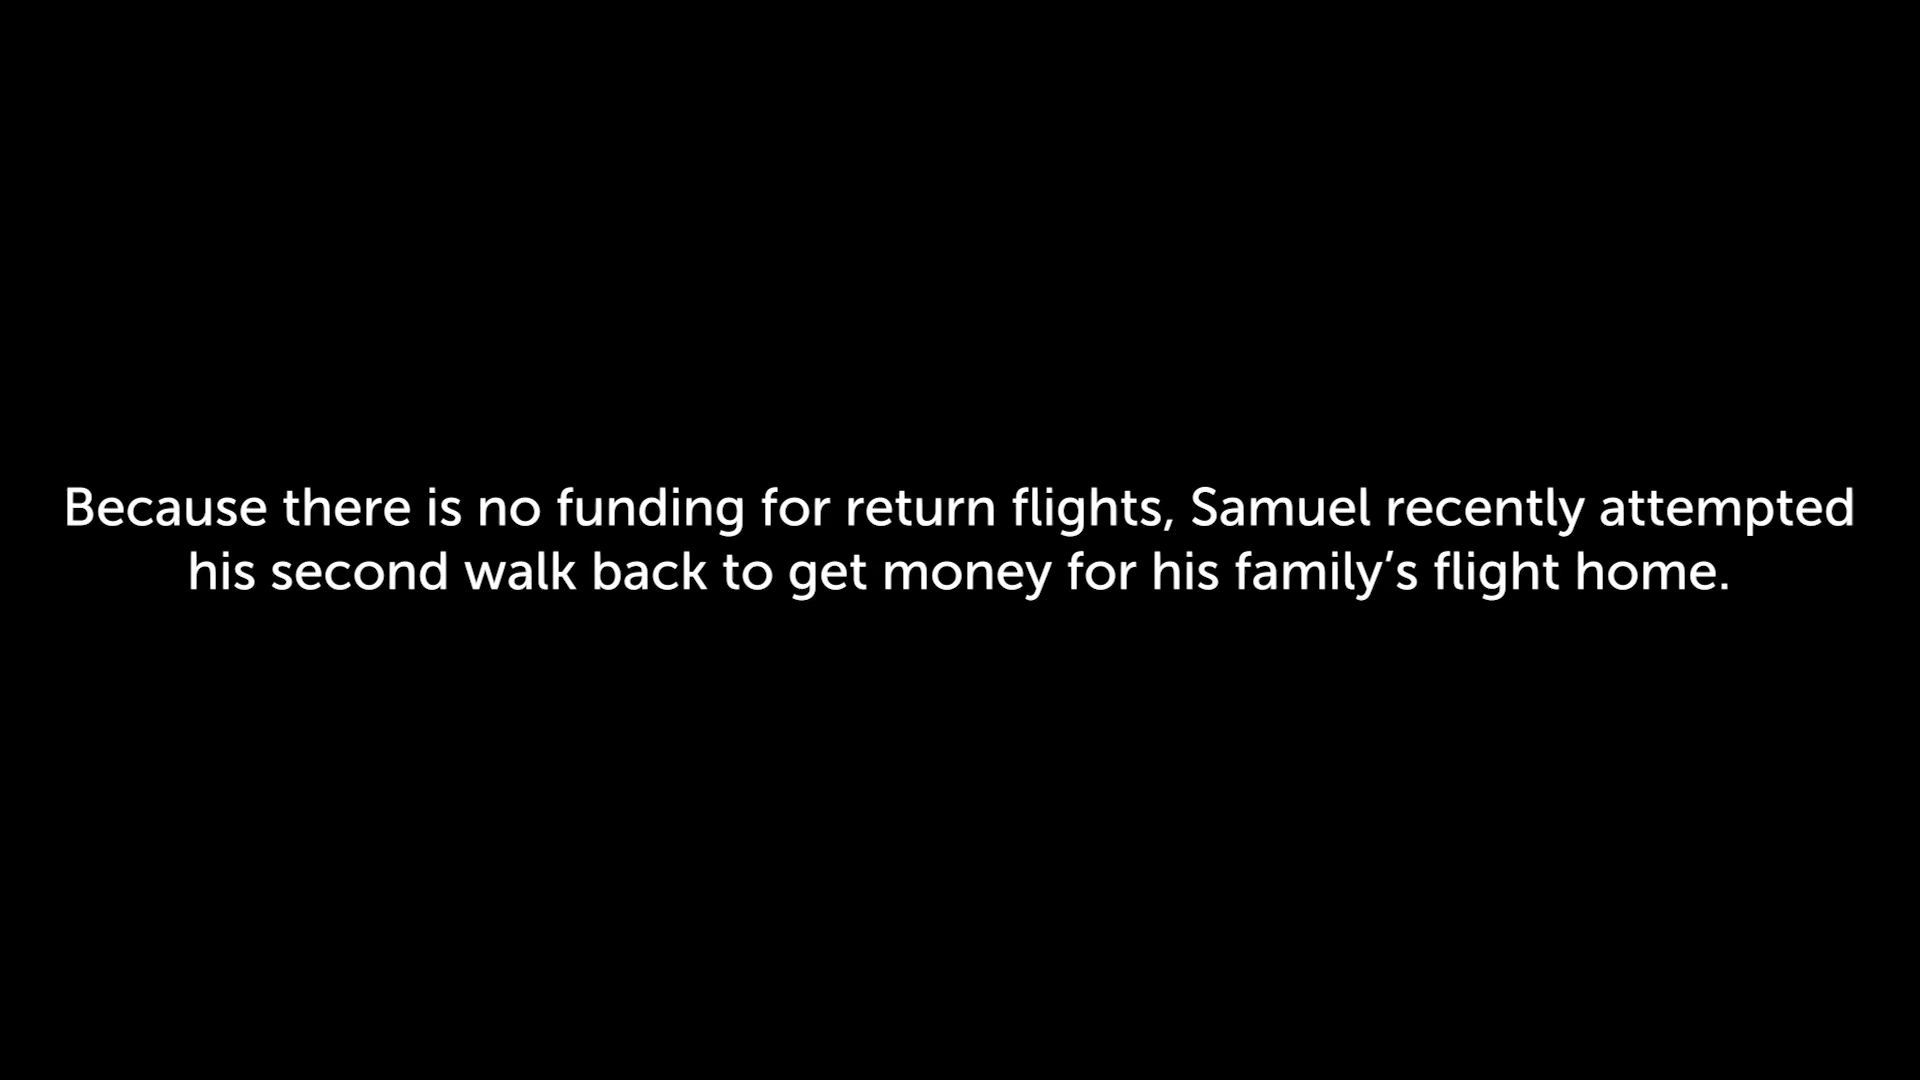 Because there is no funding for return flights, Samuel recently attempted
his second walk back to get money for his family’s flight home.